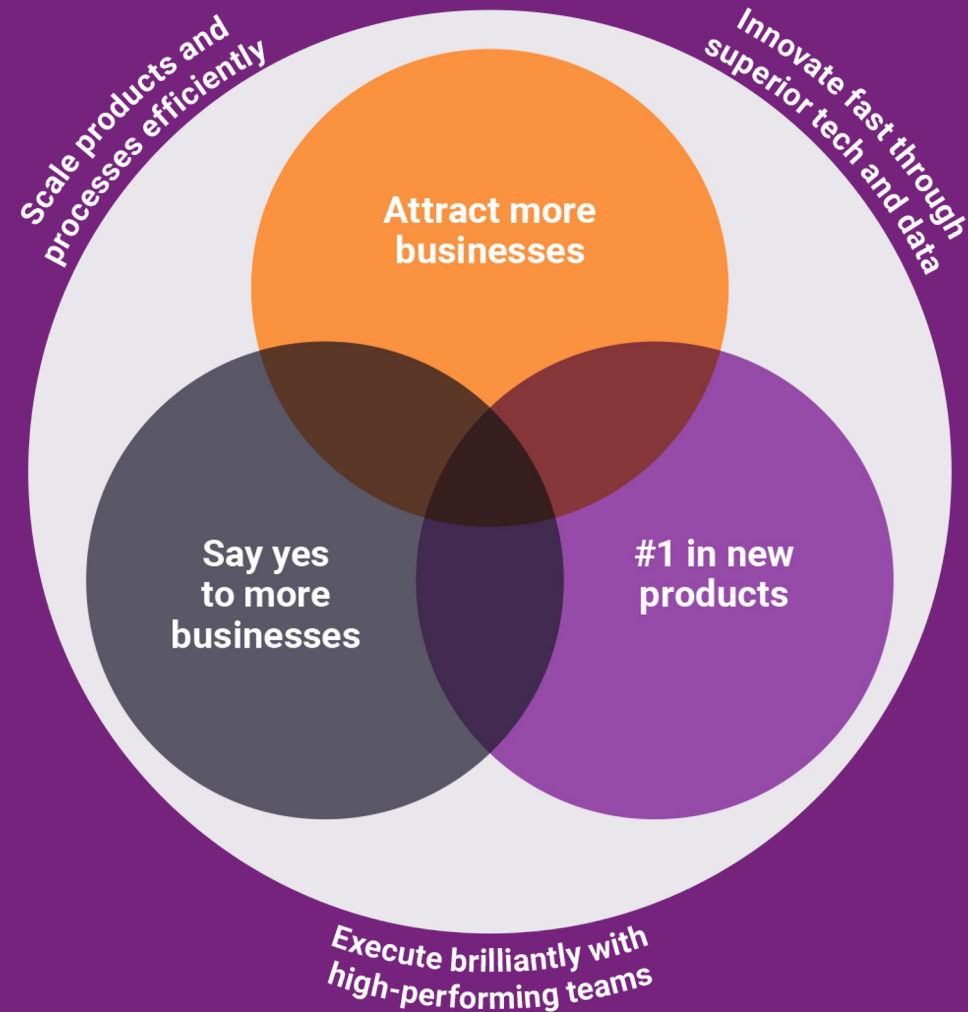 Scale products and
processes efficiently
Innovate fast through
superior tech and data
Attract more
businesses
Say yes
to more
businesses
#1 in new
products
Execute brilliantly with
high-performing teams